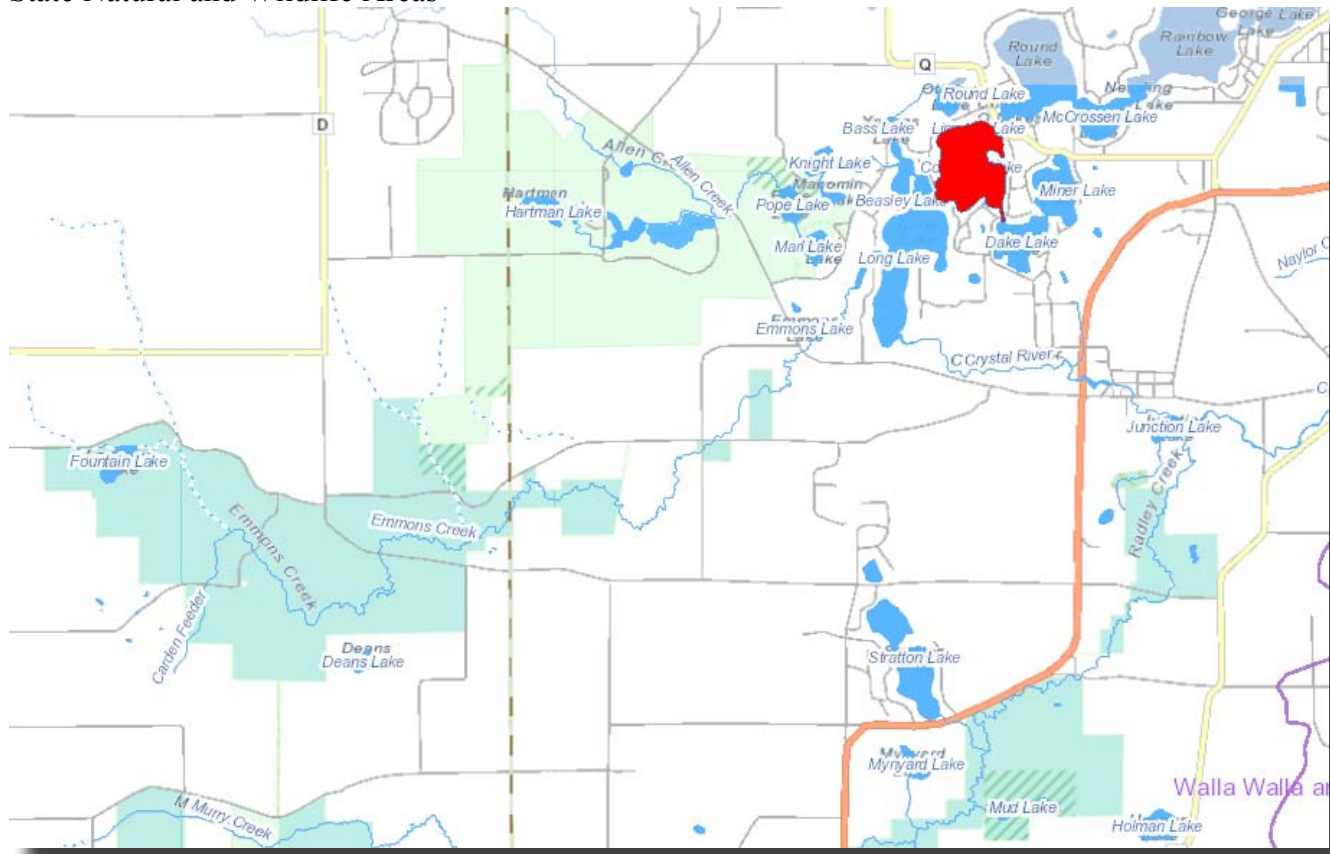 State Natural and Wildlife Areas
George Lake
Rainbow
Lake
Round
Lake
Q
Round Lake
McCrossen Lake
D
Bass Lake
Lake
Allen Creek
Knight Lake
Manomin
Miner Lake
Hartman
Hartman Lake
Pope Lake
Beasley Lake
Marl Lake
Lake
Long Lake
Dake Lake
Naylor
Emmons Lake
Crystal River
Junction Lake
Fountain Lake
Radley Creek
Emmons Creek
Emmons Creek
Carden Feeder
Deans
Deans Lake
Stratton Lake
Mynyard Lake
Walla Walla
Murry Creek
Mud Lake
Holman Lake